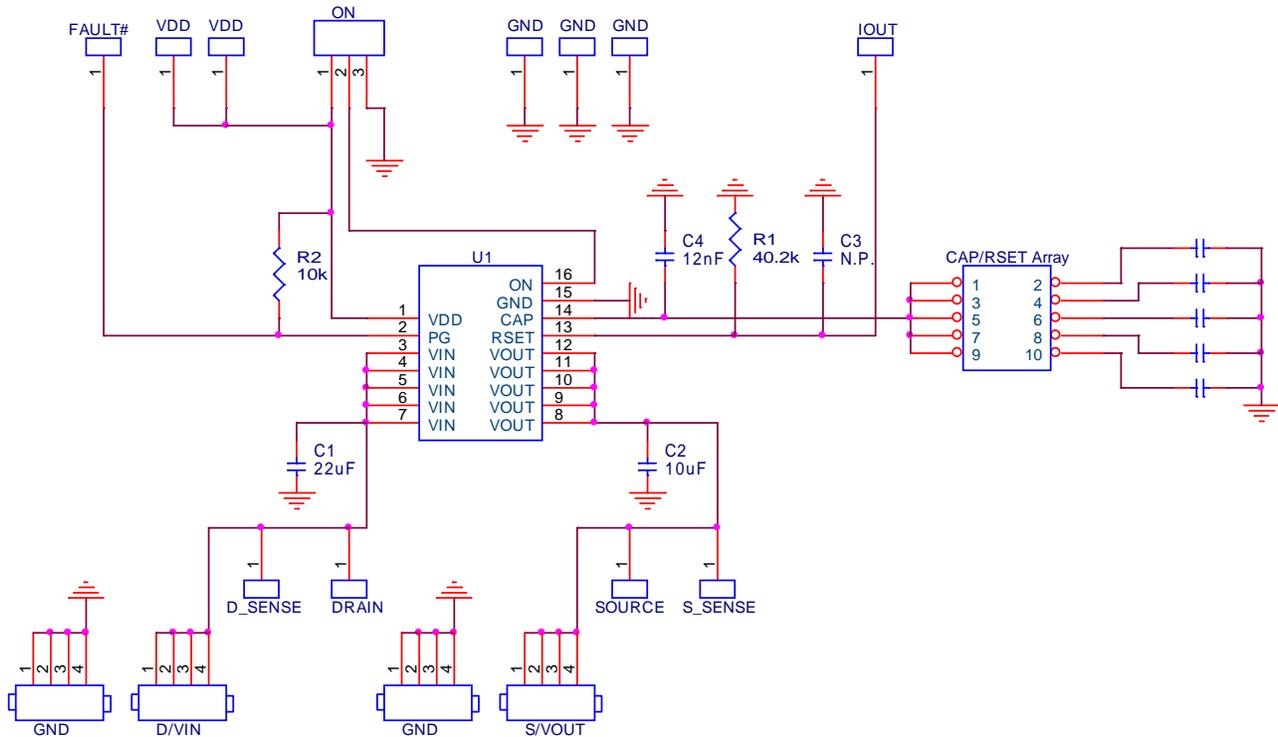 ON
FAULT# VDD VDD GND GND GND IOUT
1 1 1 1 2 3 1 1 1 1
C4 12nF
R1 40.2k
C3 N.P.
R2 10k
U1
CAP/RSET Array
1 VDD ON 16
2 PG GND 15
3 VIN CAP 14
4 VIN RSET 13
5 VIN VOUT 12
6 VIN VOUT 11
7 VIN VOUT 10
VOUT 9
VOUT 8
1 2
3 4
5 6
7 8
9 10
C1 22uF
C2 10uF
1 1 1 1
D_SENSE DRAIN SOURCE S_SENSE
1 2 3 4 1 2 3 4 1 2 3 4 1 2 3 4
GND D/VIN GND S/VOUT